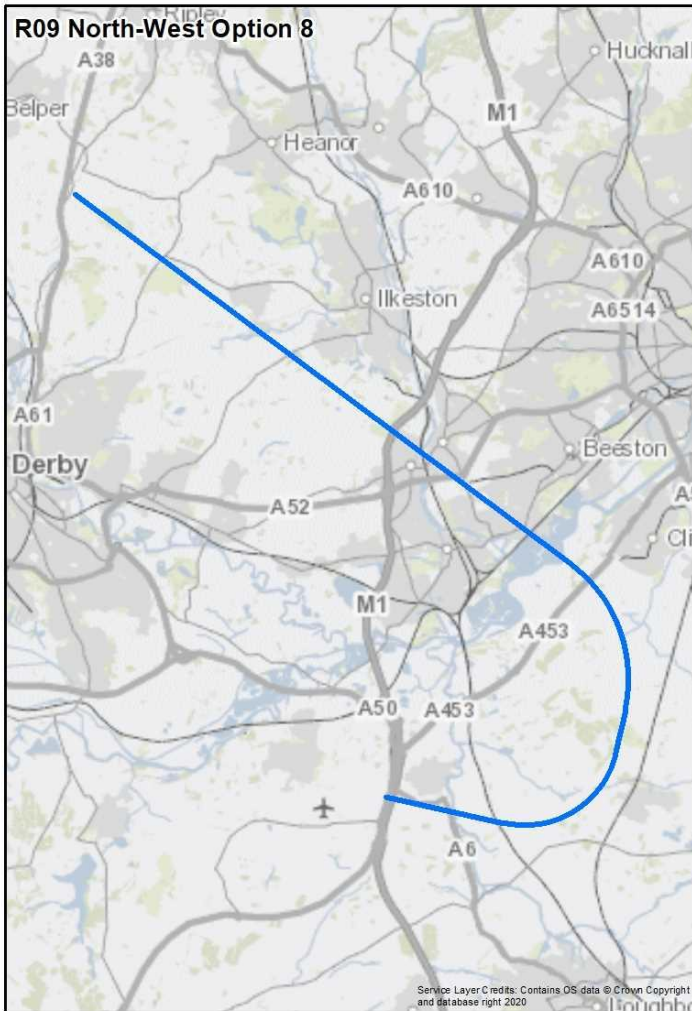 R09 North-West Option 8
Ripley
A38
Hucknall
Belper
M1
Heanor
A610
A610
Ilkeston
A6514
A61
Beeston
Derby
A52
M1
A453
A50
A453
A6
Service Layer Credits: Contains OS data © Crown Copyright
and database right 2020